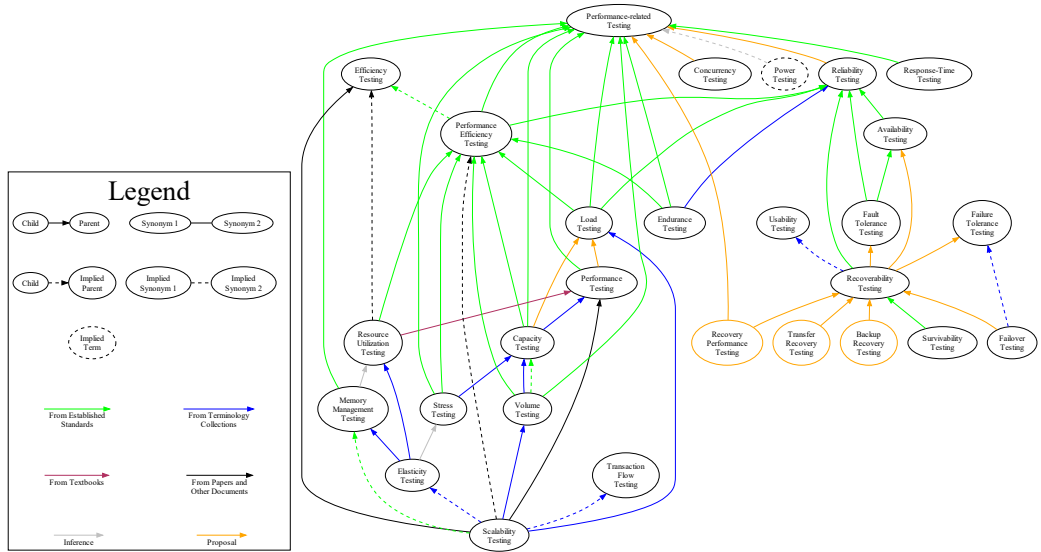 Performance-related
Testing
Efficiency
Testing
Concurrency
Testing
Power
Testing
Reliability
Testing
Response-Time
Testing
Performance
Efficiency
Testing
Availability
Testing
Legend
Child
Parent
Synonym 1
Synonym 2
Child
Implied
Parent
Implied
Synonym 1
Implied
Synonym 2
Implied
Term
From Established
Standards
From Terminology
Collections
From Textbooks
From Papers and
Other Documents
Inference
Proposal
Load
Testing
Endurance
Testing
Usability
Testing
Fault
Tolerance
Testing
Failure
Tolerance
Testing
Performance
Testing
Recoverability
Testing
Resource
Utilization
Testing
Capacity
Testing
Recovery
Performance
Testing
Transfer
Recovery
Testing
Backup
Recovery
Testing
Survivability
Testing
Failover
Testing
Memory
Management
Testing
Stress
Testing
Volume
Testing
Elasticity
Testing
Transaction
Flow
Testing
Scalability
Testing